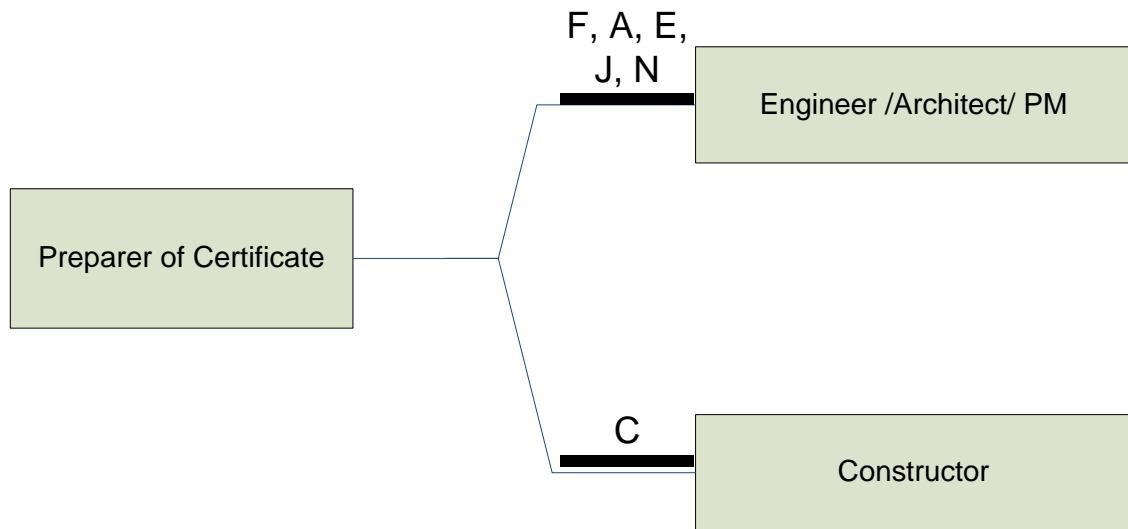 F, A, E,
J, N
Engineer /Architect/ PM
Preparer of Certificate
C
Constructor